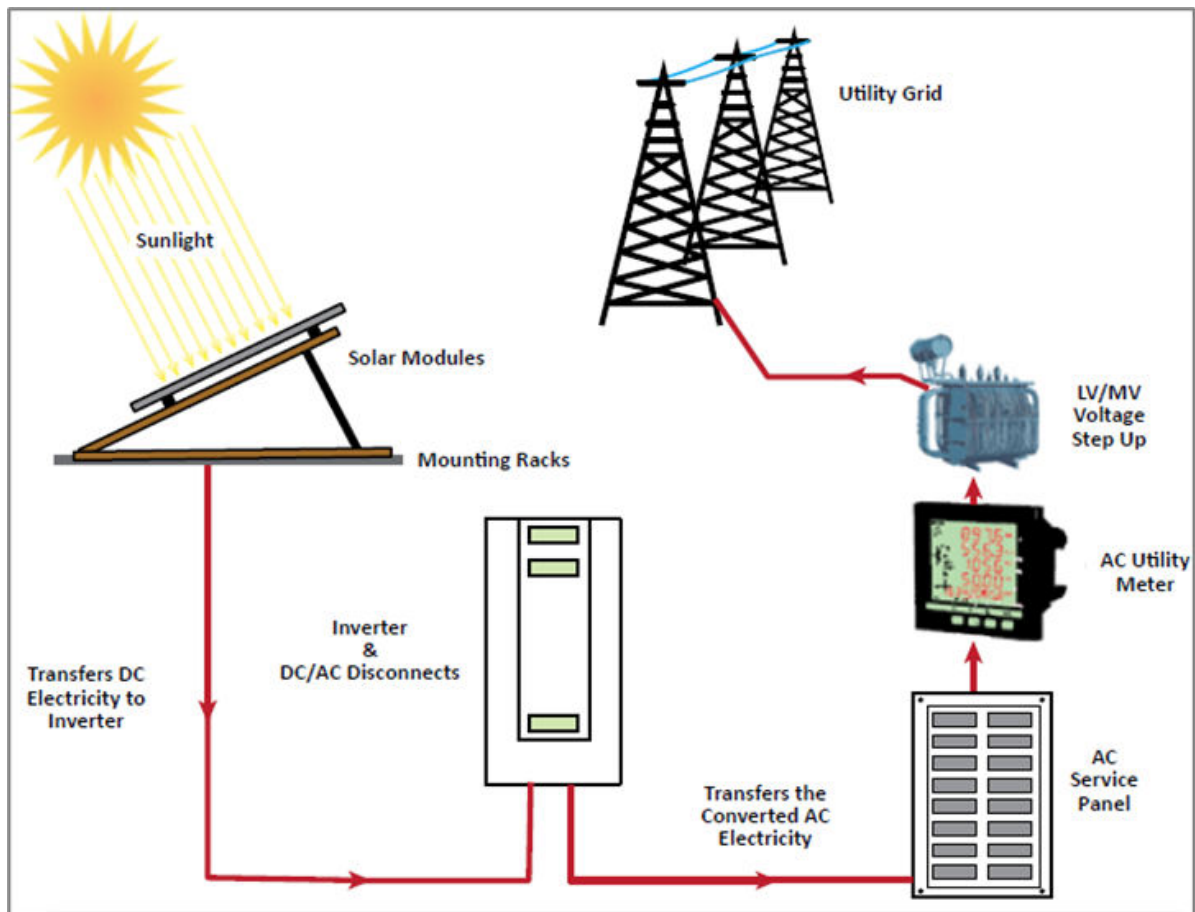 Utility Grid
Sunlight
Solar Modules
LV/MV
Voltage
Step Up
Mounting Racks
AC Utility
Meter
Inverter
&
DC/AC Disconnects
Transfers DC
Electricity to
Inverter
AC
Service
Panel
Transfers the
Converted AC
Electricity